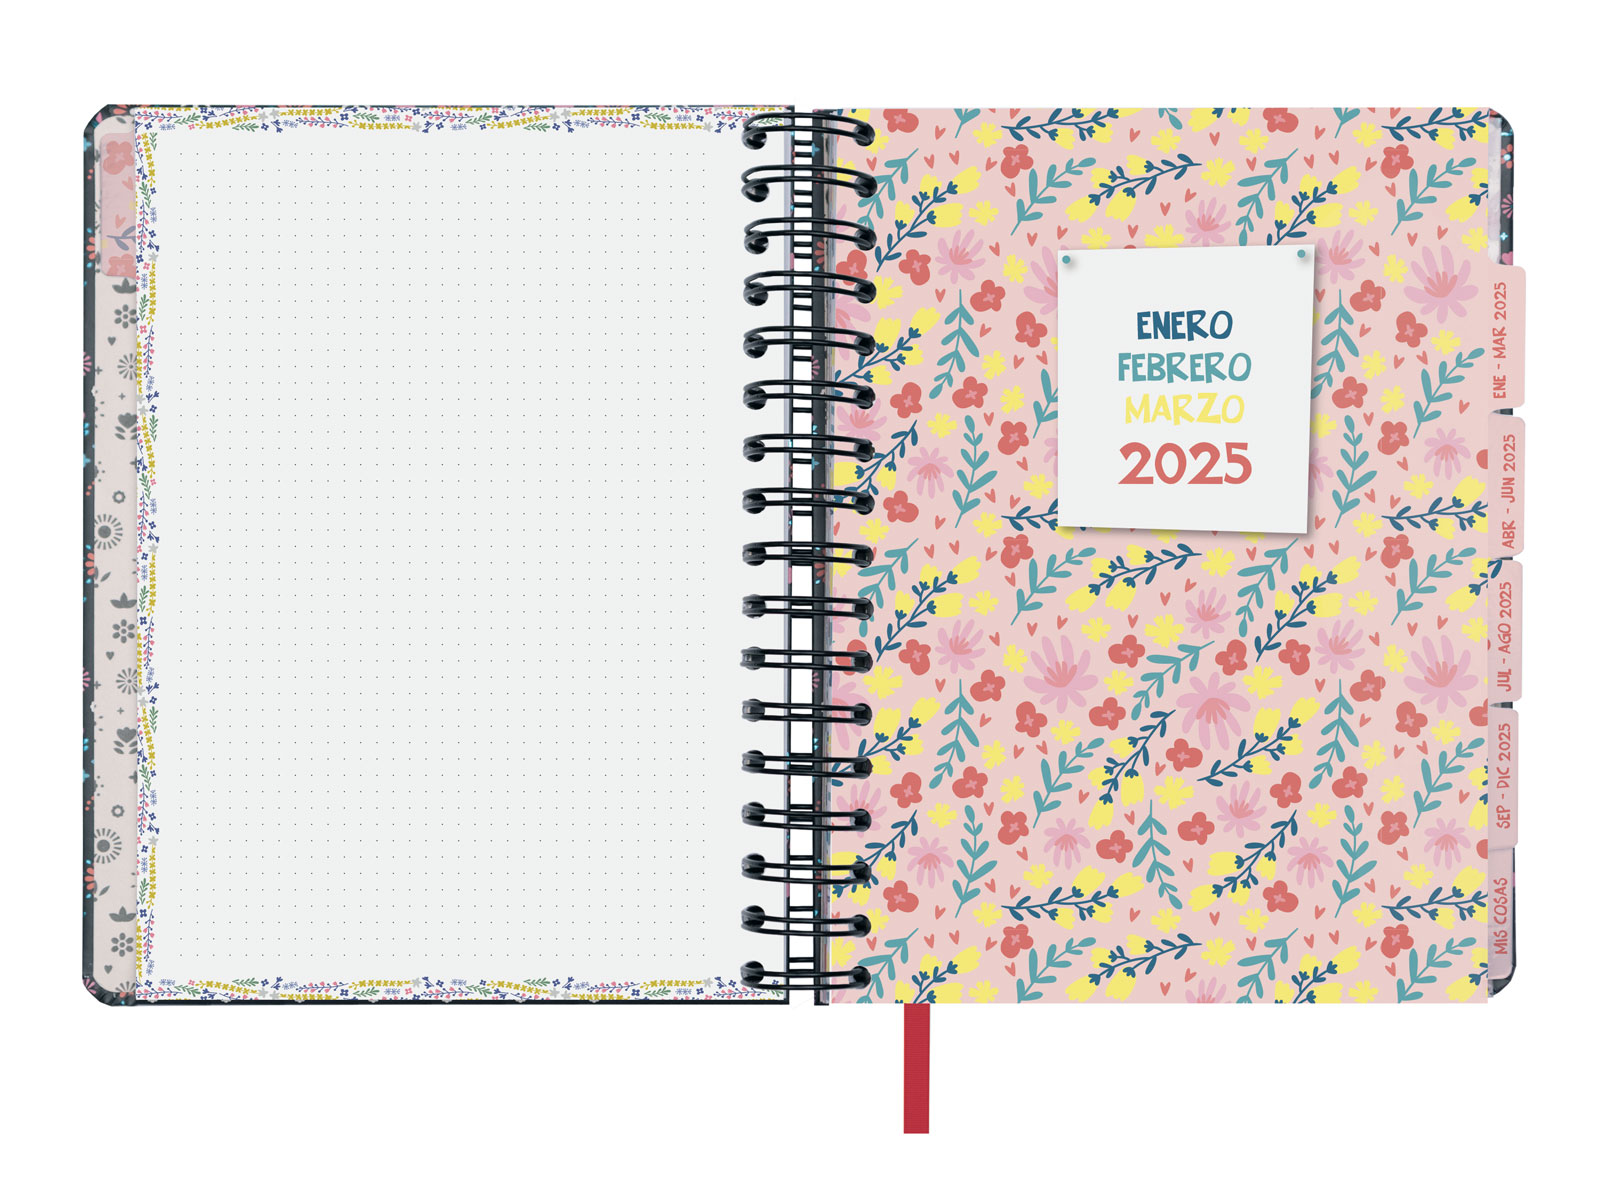 ENERO
FEBRERO
MARZO
2025
ENE - MAR 2025
ABR - JUN 2025
JUL - AGO 2025
SEP - DIC 2025
MIS COSAS